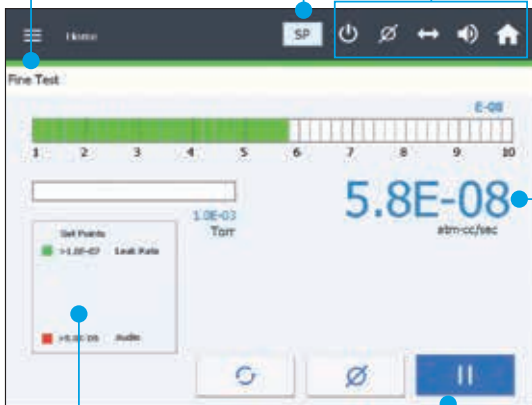 Home
SP
Fine Test
E-08
1 2 3 4 5 6 7 8 9 10
5.8E-08
atm-cc/sec
1.0E-03
Torr
Set Points
Leak Rate
Audio